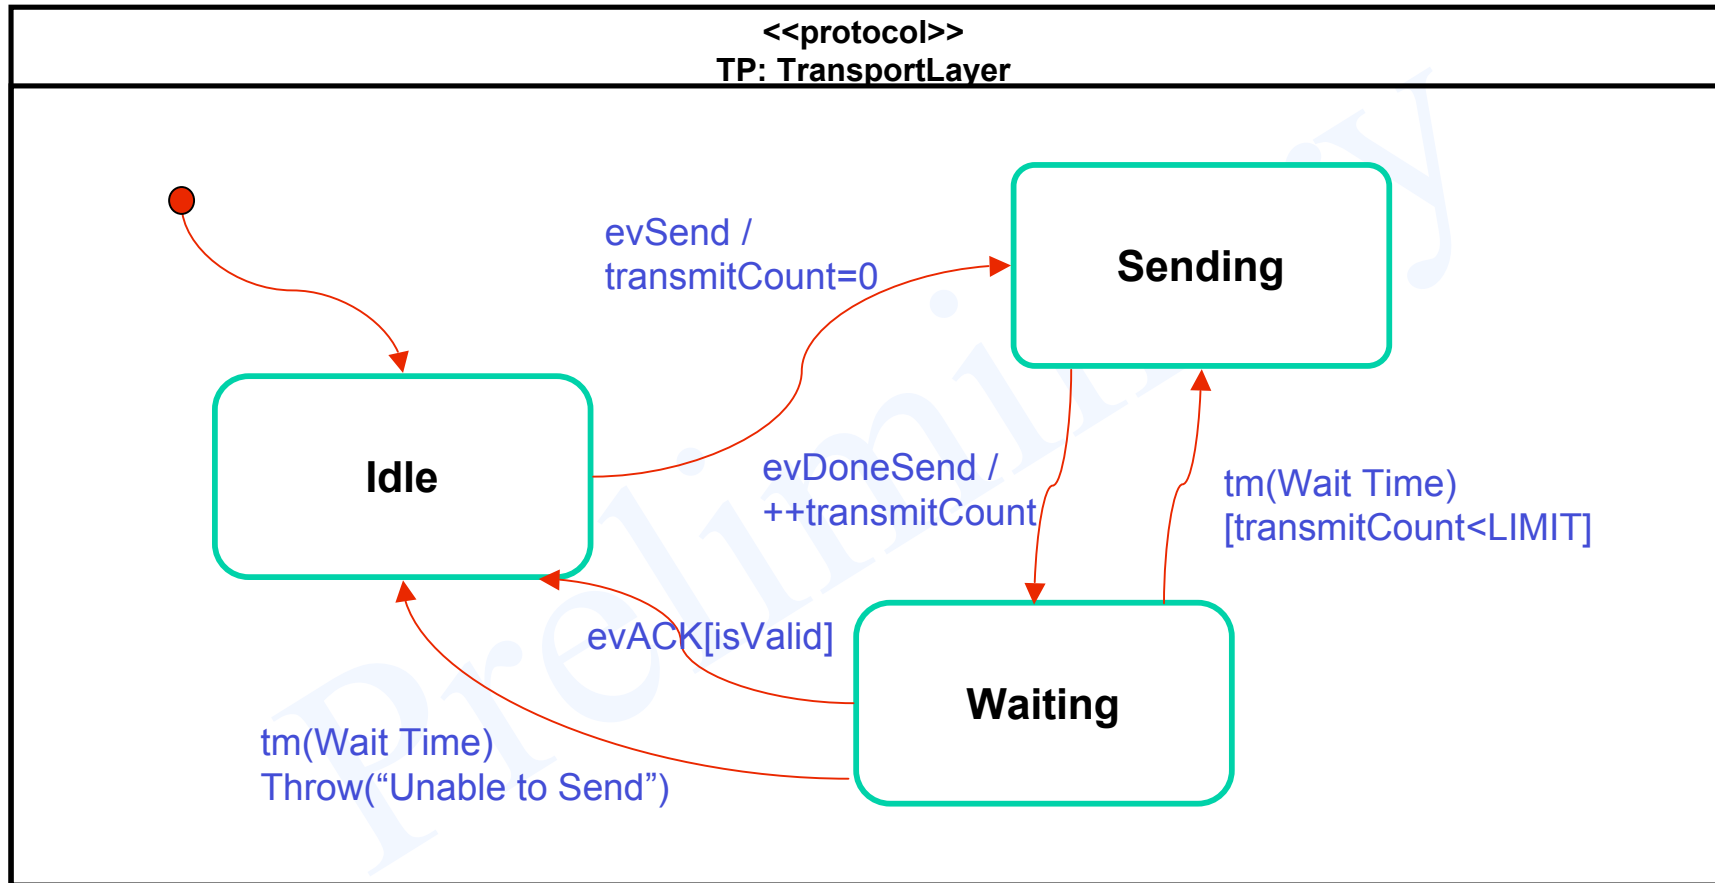 <<protocol>>
TP: TransportLayer
evSend /
transmitCount=0
Sending
Idle
evDoneSend /
++transmitCount
tm(Wait Time)
[transmitCount<LIMIT]
evACK[isValid]
Waiting
tm(Wait Time)
Throw(“Unable to Send”)
Preliminary